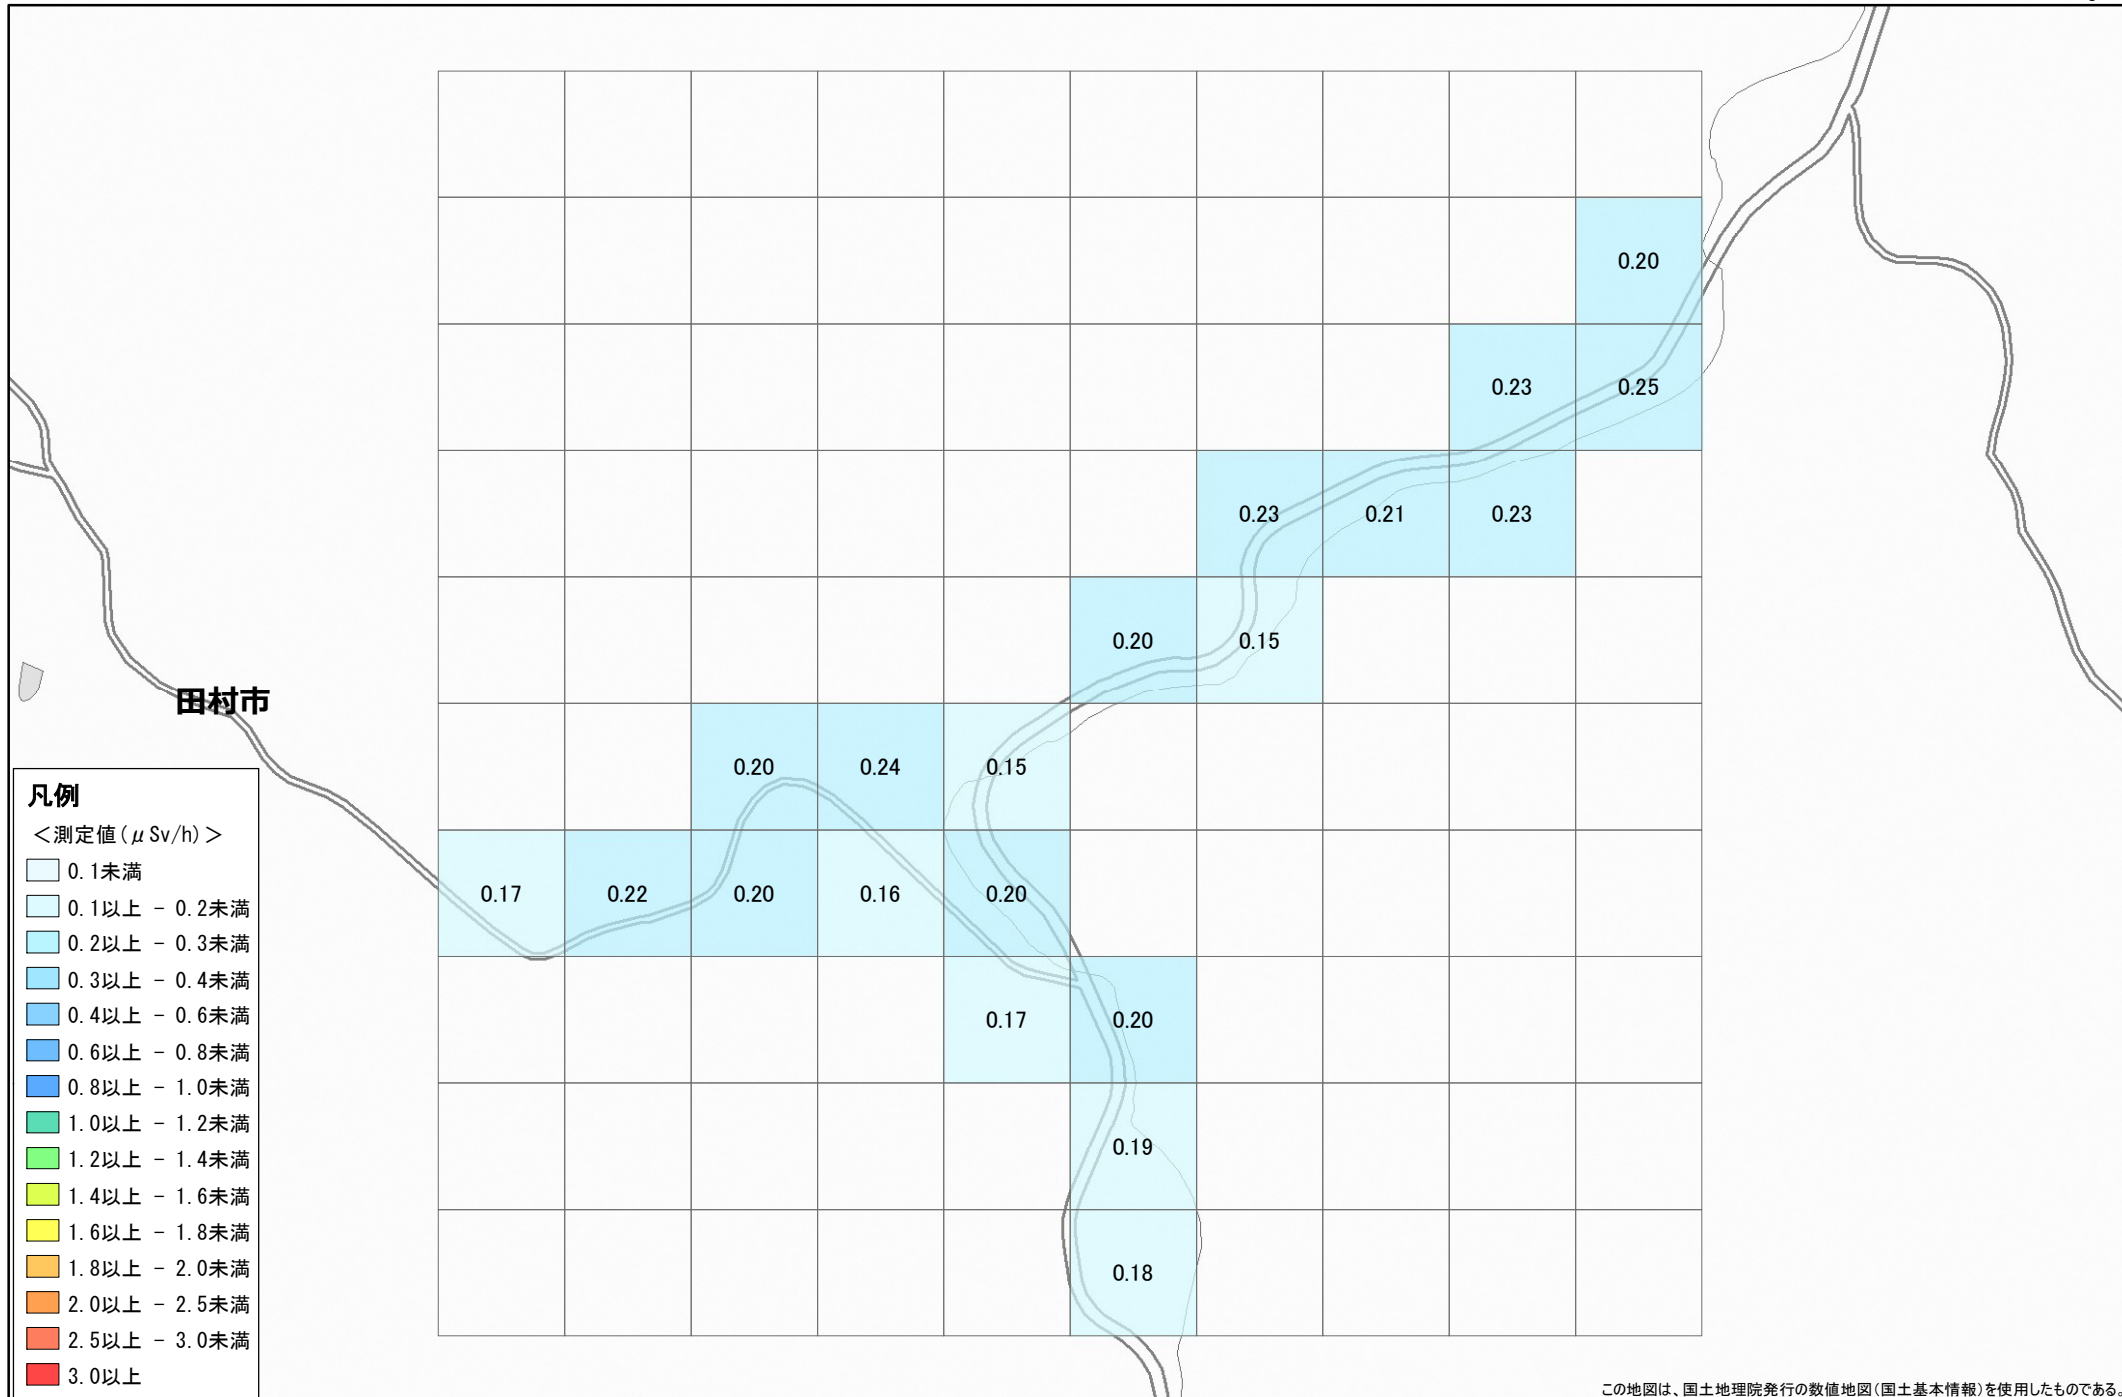 0.20
0.23 0.25
0.23 0.21 0.23
0.20 0.15
田村市
0.20 0.24 0.15
0.17 0.22 0.20 0.16 0.20
0.17 0.20
0.19
0.18
凡例
＜測定値(μSv/h)＞
0.1未満
0.1以上 - 0.2未満
0.2以上 - 0.3未満
0.3以上 - 0.4未満
0.4以上 - 0.6未満
0.6以上 - 0.8未満
0.8以上 - 1.0未満
1.0以上 - 1.2未満
1.2以上 - 1.4未満
1.4以上 - 1.6未満
1.6以上 - 1.8未満
1.8以上 - 2.0未満
2.0以上 - 2.5未満
2.5以上 - 3.0未満
3.0以上
この地図は、国土地理院発行の数値地図(国土基本情報)を使用したものである。